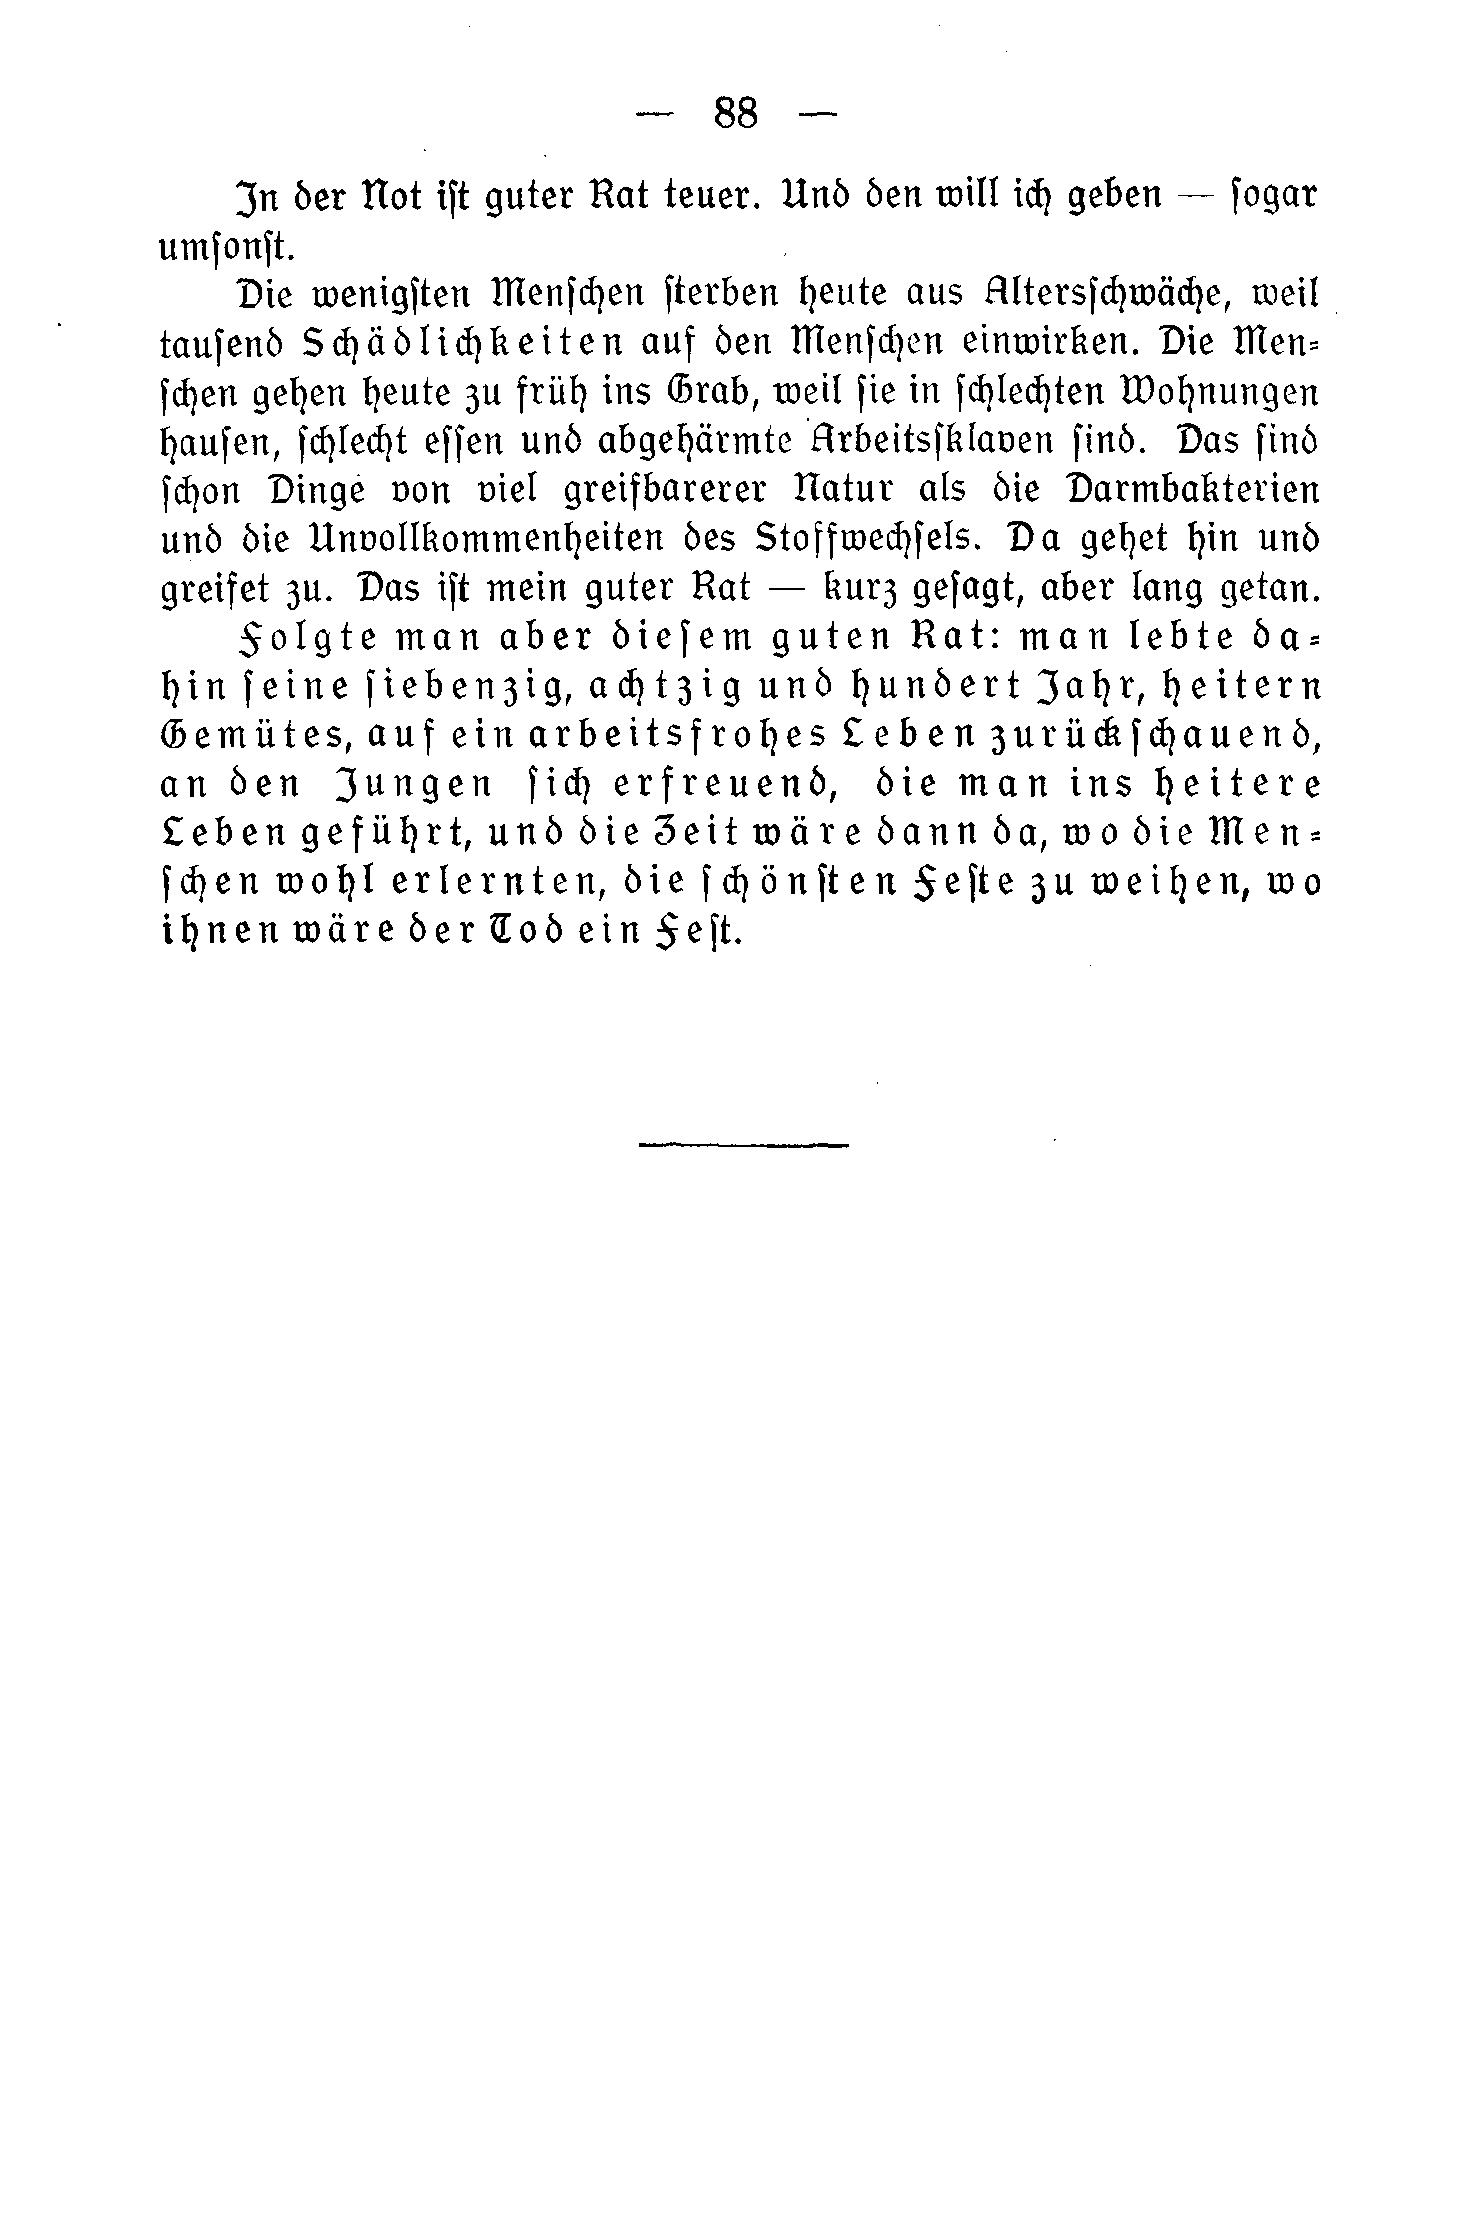 — 88 —
In der Not iſt guter Rat teuer. Und den will ich geben — ſogar
umſonſt.
Die wenigſten Menſchen ſterben heute aus Altersſchwäche, weil
tauſend Schädlichkeiten auf den Menſchen einwirken. Die Men⸗
ſchen gehen heute zu früh ins Grab, weil ſie in ſchlechten Wohnungen
hauſen, ſchlecht eſſen und abgehärmte Arbeitsſklaven ſind. Das ſind
ſchon Dinge von viel greifbarerer Natur als die Darmbakterien
und die Unvollkommenheiten des Stoffwechſels. Da gehet hin und
greifet zu. Das iſt mein guter Rat — kurz geſagt, aber lang getan.
Folgte man aber dieſem guten Rat: man lebte da⸗
hin ſeine ſiebenzig, achtzig und hundert Jahr, heitern
Gemütes, auf ein arbeitsfrohes Leben zurückſchauend,
an den Jungen ſich erfreuend, die man ins heitere
Leben geführt, und die Zeit wäre dann da, wo die Men⸗
ſchen wohl erlernten, die ſchönſten Feſte zu weihen, wo
ihnen wäre der Tod ein Feſt.